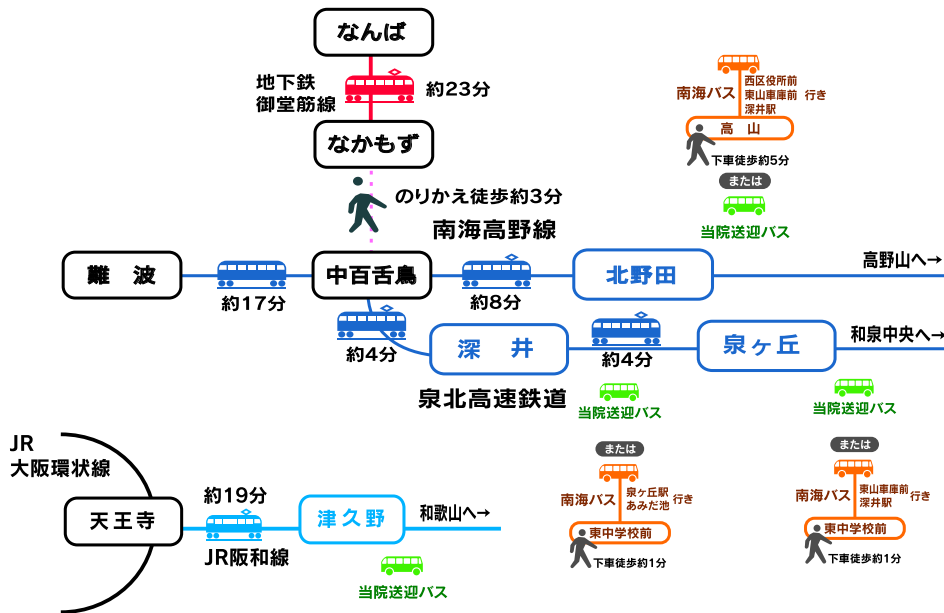 なんば
地下鉄
御堂筋線
約23分
なかもず
のりかえ徒歩約3分
南海高野線
難 波
約17分
中百舌鳥
約8分
北野田
高野山へ→
約4分
深 井
約4分
泉ヶ丘
和泉中央へ→
泉北高速鉄道
南海バス
西区役所前
東山車庫前 行き
深井駅
高 山
下車徒歩約5分
または
当院送迎バス
当院送迎バス
または
南海バス
泉ヶ丘駅
あみだ池 行き
東中学校前
下車徒歩約1分
当院送迎バス
または
南海バス
東山車庫前
深井駅 行き
東中学校前
下車徒歩約1分
JR
大阪環状線
天王寺
約19分
JR阪和線
津久野
和歌山へ→
当院送迎バス